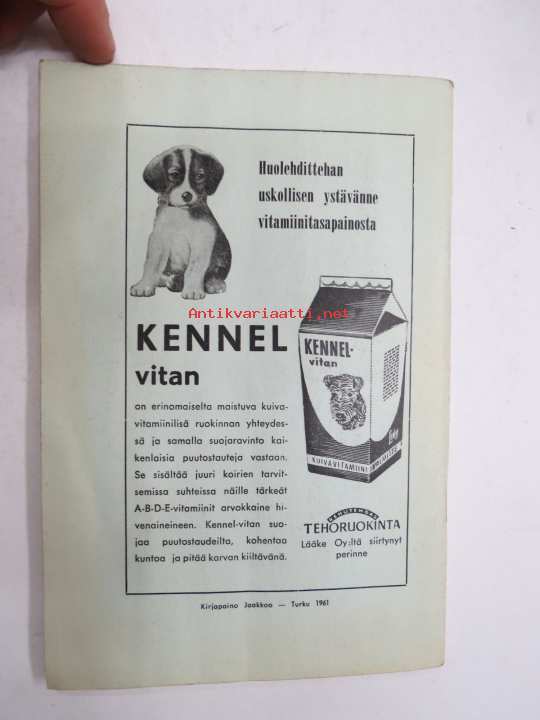 Huolehdittehan
uskollisen ystävänne
vitamiinitasapainosta
Antikvariaatti.net
KENNEL
vitan
KENNEL-
vitan
1 kg
KUIVAVITAMIINI
on erinomaiselta maistuva kuiva-
vitamiinilisä ruokinnan yhteydes-
sä ja samalla suojaravinto kai-
kenlaisia puutostauteja vastaan.
Se sisältää juuri koirien tarvit-
semissa suhteissa näille tärkeät
A-B-D-E-vitamiinit arvokkaine hi-
venaineineen. Kennel-vitan suo-
jaa puutostaudeilta, kohentaa
kuntoa ja pitää karvan kiiltävänä.
TEHORUOKINTA
Lääke Oy:ltä siirtynyt
perinne
Kirjapaino Jaakkoo — Turku 1961